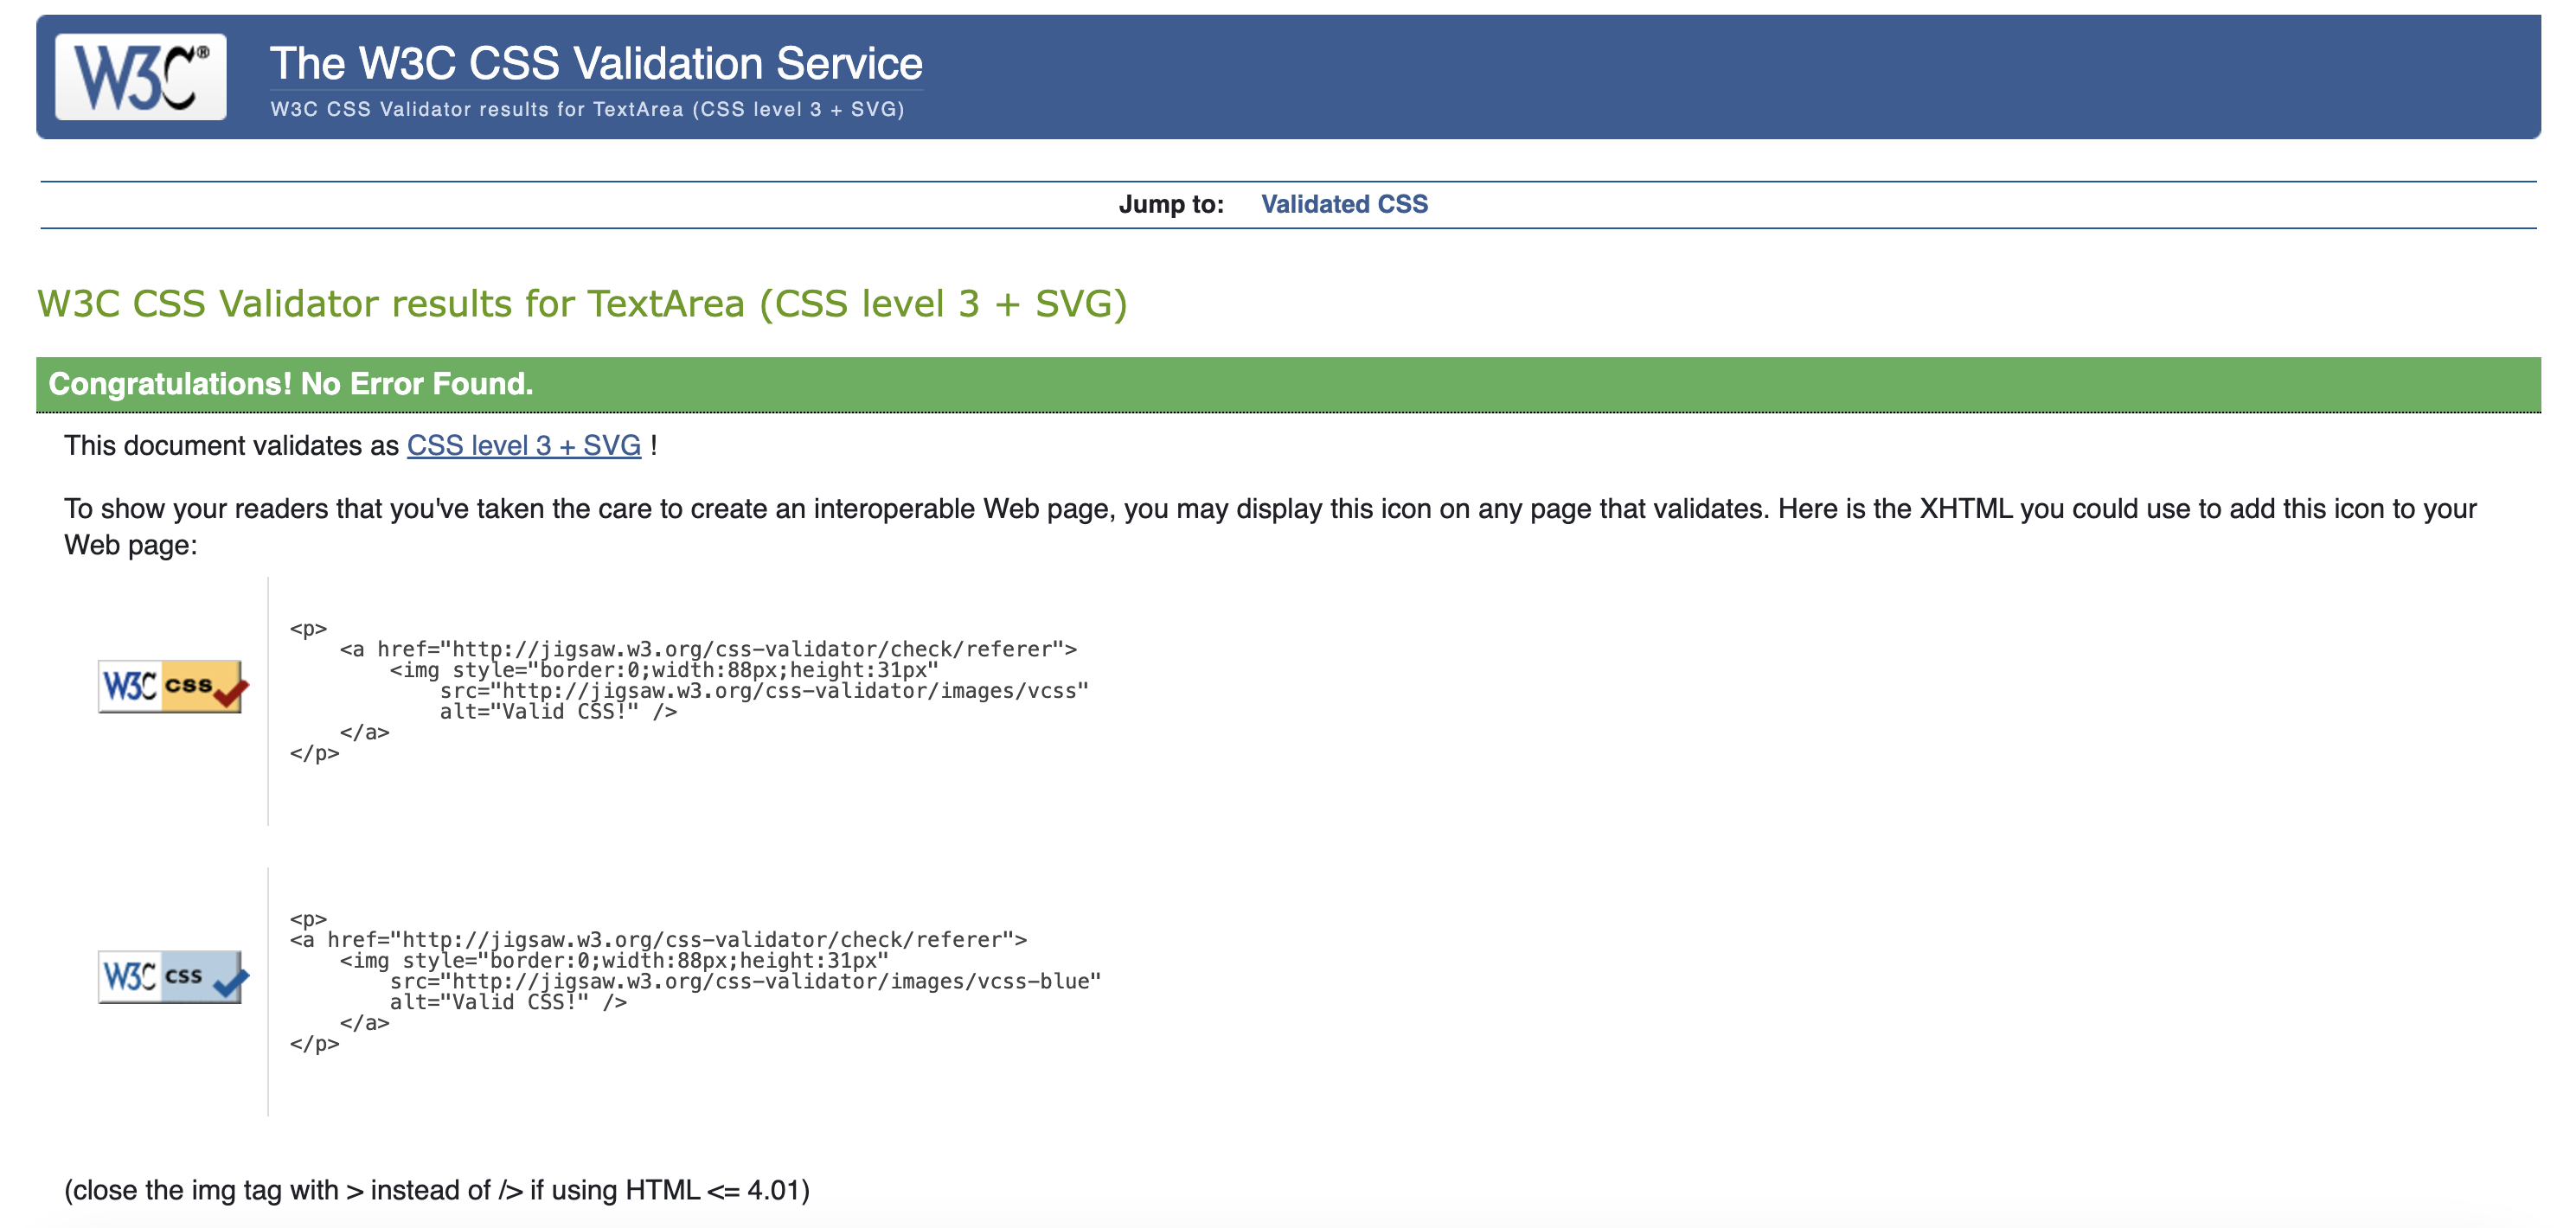 W3C®
The W3C CSS Validation Service
W3C CSS Validator results for TextArea (CSS level 3 + SVG)
Jump to: Validated CSS
W3C CSS Validator results for TextArea (CSS level 3 + SVG)
Congratulations! No Error Found.
This document validates as CSS level 3 + SVG !
To show your readers that you've taken the care to create an interoperable Web page, you may display this icon on any page that validates. Here is the XHTML you could use to add this icon to your
Web page:
W3C css
<p>
    <a href="http://jigsaw.w3.org/css-validator/check/referer">
        <img style="border:0;width:88px;height:31px"
            src="http://jigsaw.w3.org/css-validator/images/vcss"
            alt="Valid CSS!" />
    </a>
</p>
W3C css
<p>
<a href="http://jigsaw.w3.org/css-validator/check/referer">
    <img style="border:0;width:88px;height:31px"
        src="http://jigsaw.w3.org/css-validator/images/vcss-blue"
        alt="Valid CSS!" />
    </a>
</p>
(close the img tag with > instead of /> if using HTML <= 4.01)